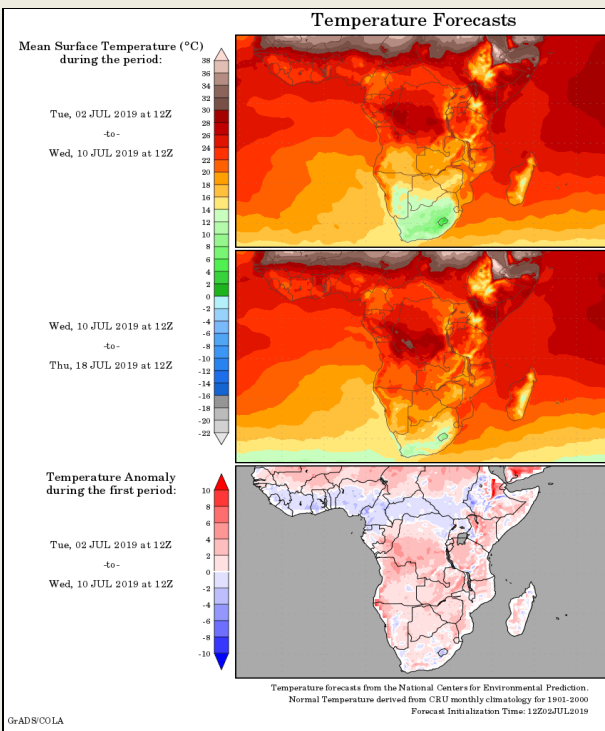 Temperature Forecasts
Mean Surface Temperature (°C)
during the period:
Tue, 02 JUL 2019 at 12Z
-to-
Wed, 10 JUL 2019 at 12Z
38
36
34
32
30
28
26
24
22
20
18
16
14
12
10
8
6
4
2
0
-2
-4
-6
-8
-10
-12
-14
-16
-18
-20
-22
Wed, 10 JUL 2019 at 12Z
-to-
Thu, 18 JUL 2019 at 12Z
Temperature Anomaly
during the first period:
Tue, 02 JUL 2019 at 12Z
-to-
Wed, 10 JUL 2019 at 12Z
10
8
6
4
2
0
-2
-4
-6
-8
-10
Temperature forecasts from the National Centers for Environmental Prediction.
Normal Temperature derived from CRU monthly climatology for 1901-2000
Forecast Initialization Time: 12Z02JUL2019
GrADS/COLA